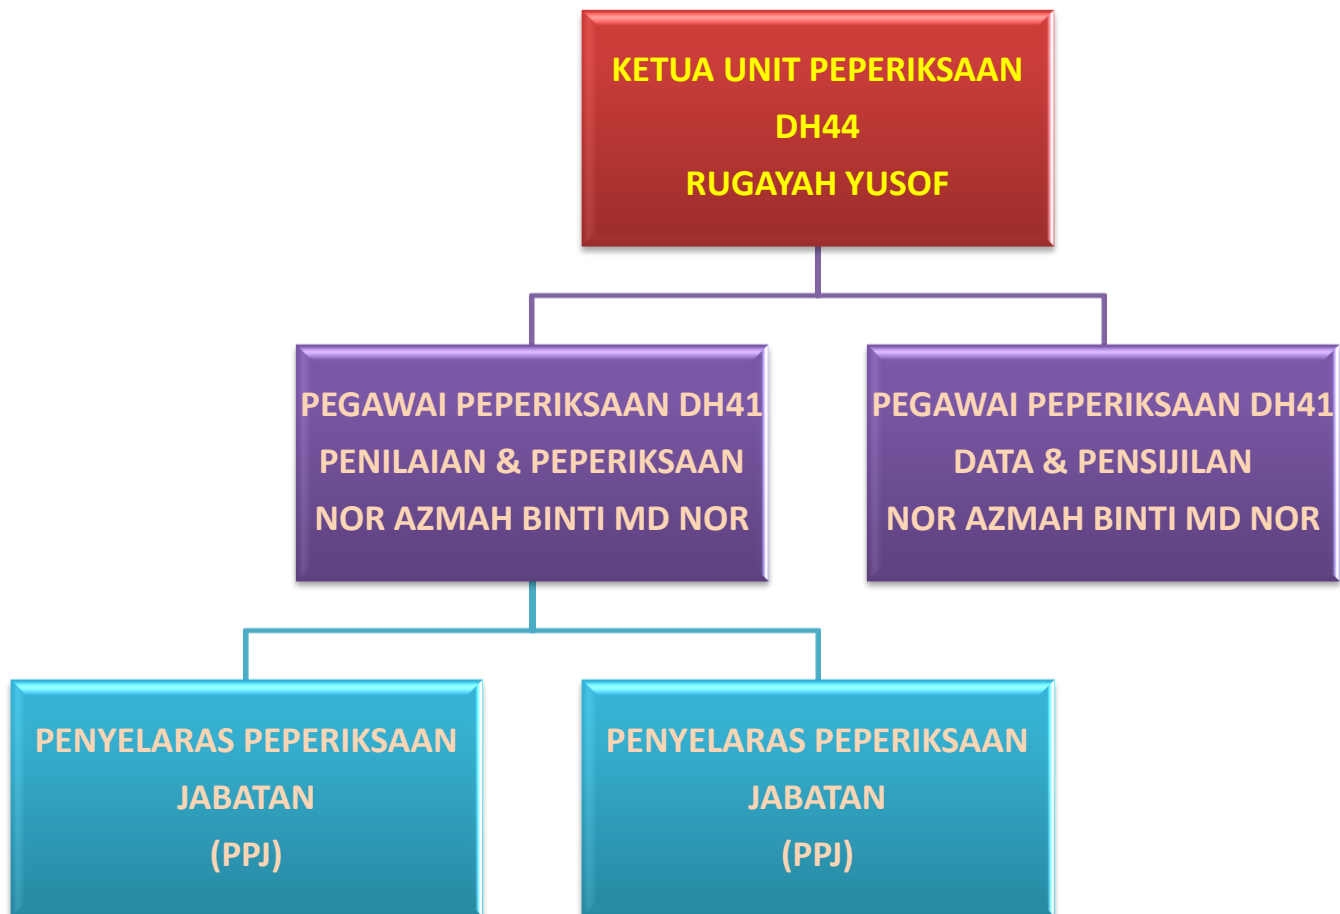 KETUA UNIT PEPERIKSAAN
DH44
RUGAYAH YUSOF
PEGAWAI PEPERIKSAAN DH41
PENILAIAN & PEPERIKSAAN
NOR AZMAH BINTI MD NOR
PEGAWAI PEPERIKSAAN DH41
DATA & PENSIJILAN
NOR AZMAH BINTI MD NOR
PENYELARAS PEPERIKSAAN
JABATAN
(PPJ)
PENYELARAS PEPERIKSAAN
JABATAN
(PPJ)